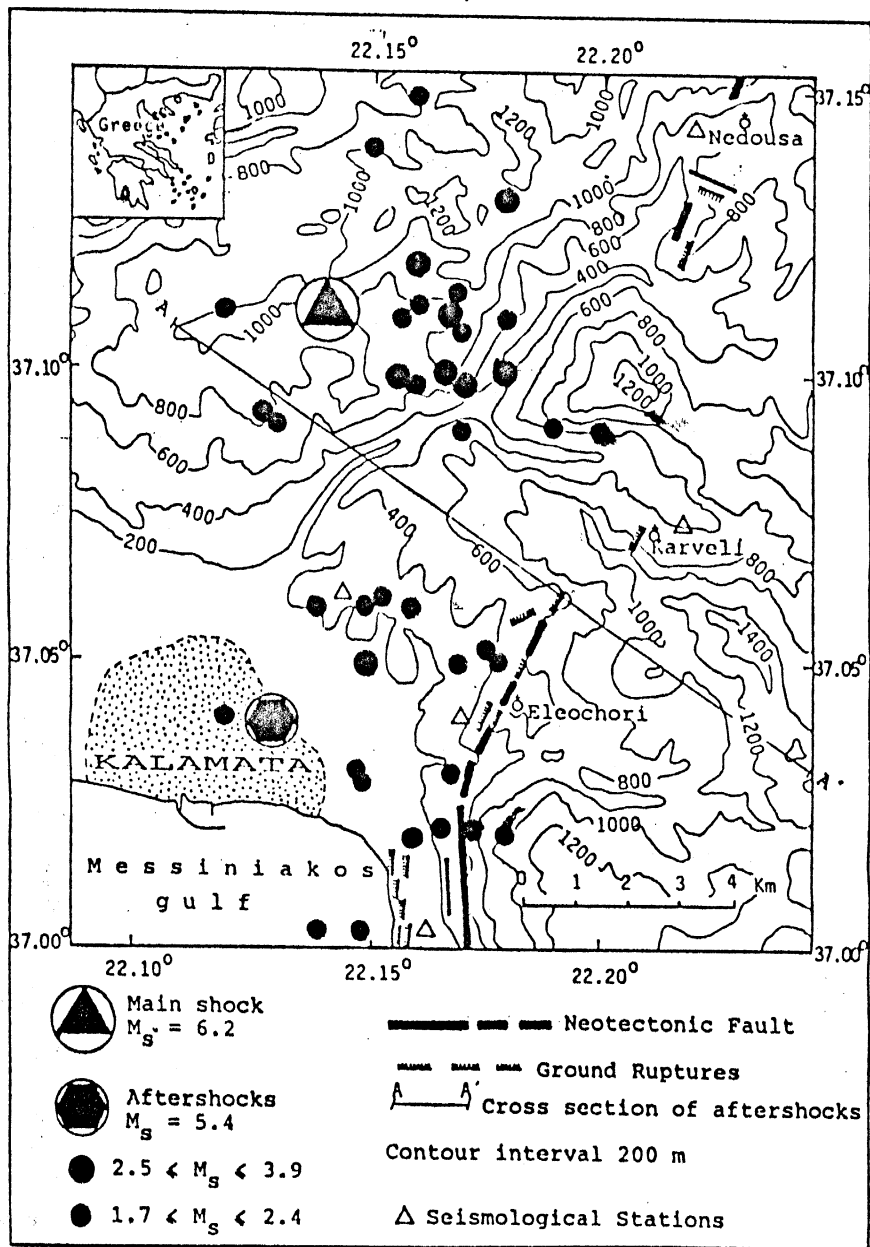 22.15° 22.20°
37.15° 37.15°
Greece
1000
1200
1000
800
1000
1200
1000
800
600
400
600
800
1000
1200
Nedousa
800
A
1000
37.10° 37.10°
800
600
400
200
400
600
Karveli
800
1000
1400
1200
37.05° 37.05°
Eleochori
KALAMATA
800
1000
1200
A
Messiniakos
gulf
0 1 2 3 4 Km
37.00° 37.00°
22.10° 22.15° 22.20°
Main shock
Ms = 6.2
Aftershocks
Ms = 5.4
2.5 < Ms < 3.9
1.7 < Ms < 2.4
Neotectonic Fault
Ground Ruptures
A A'
Cross section of aftershocks
Contour interval 200 m
Seismological Stations